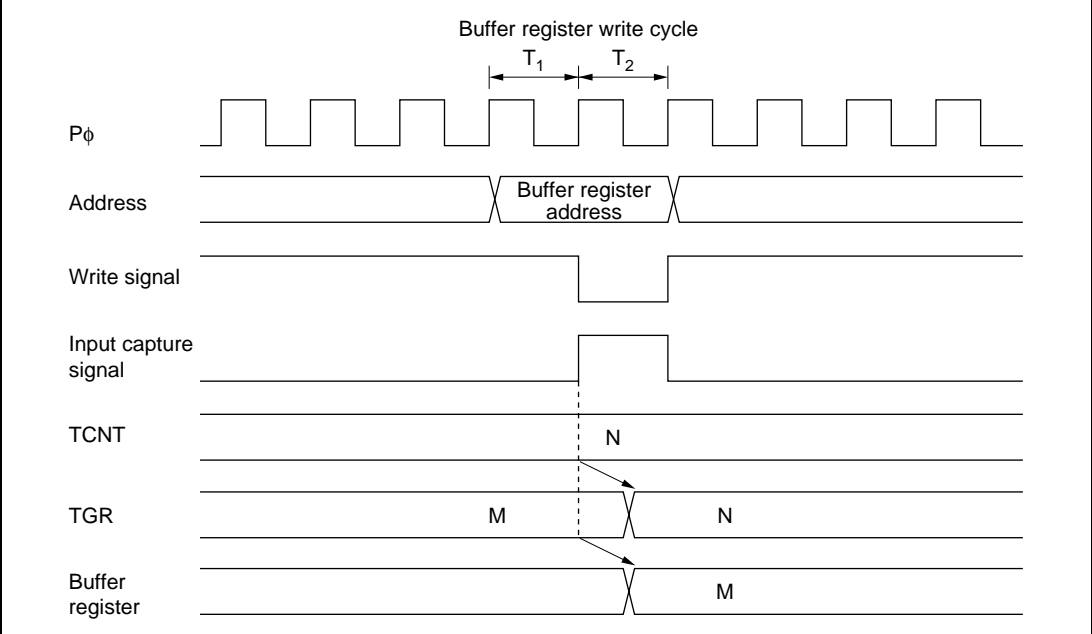 Buffer register write cycle
T₁ T₂
Pϕ
Address
Buffer register
address
Write signal
Input capture
signal
TCNT
N
TGR
M N
Buffer
register
M